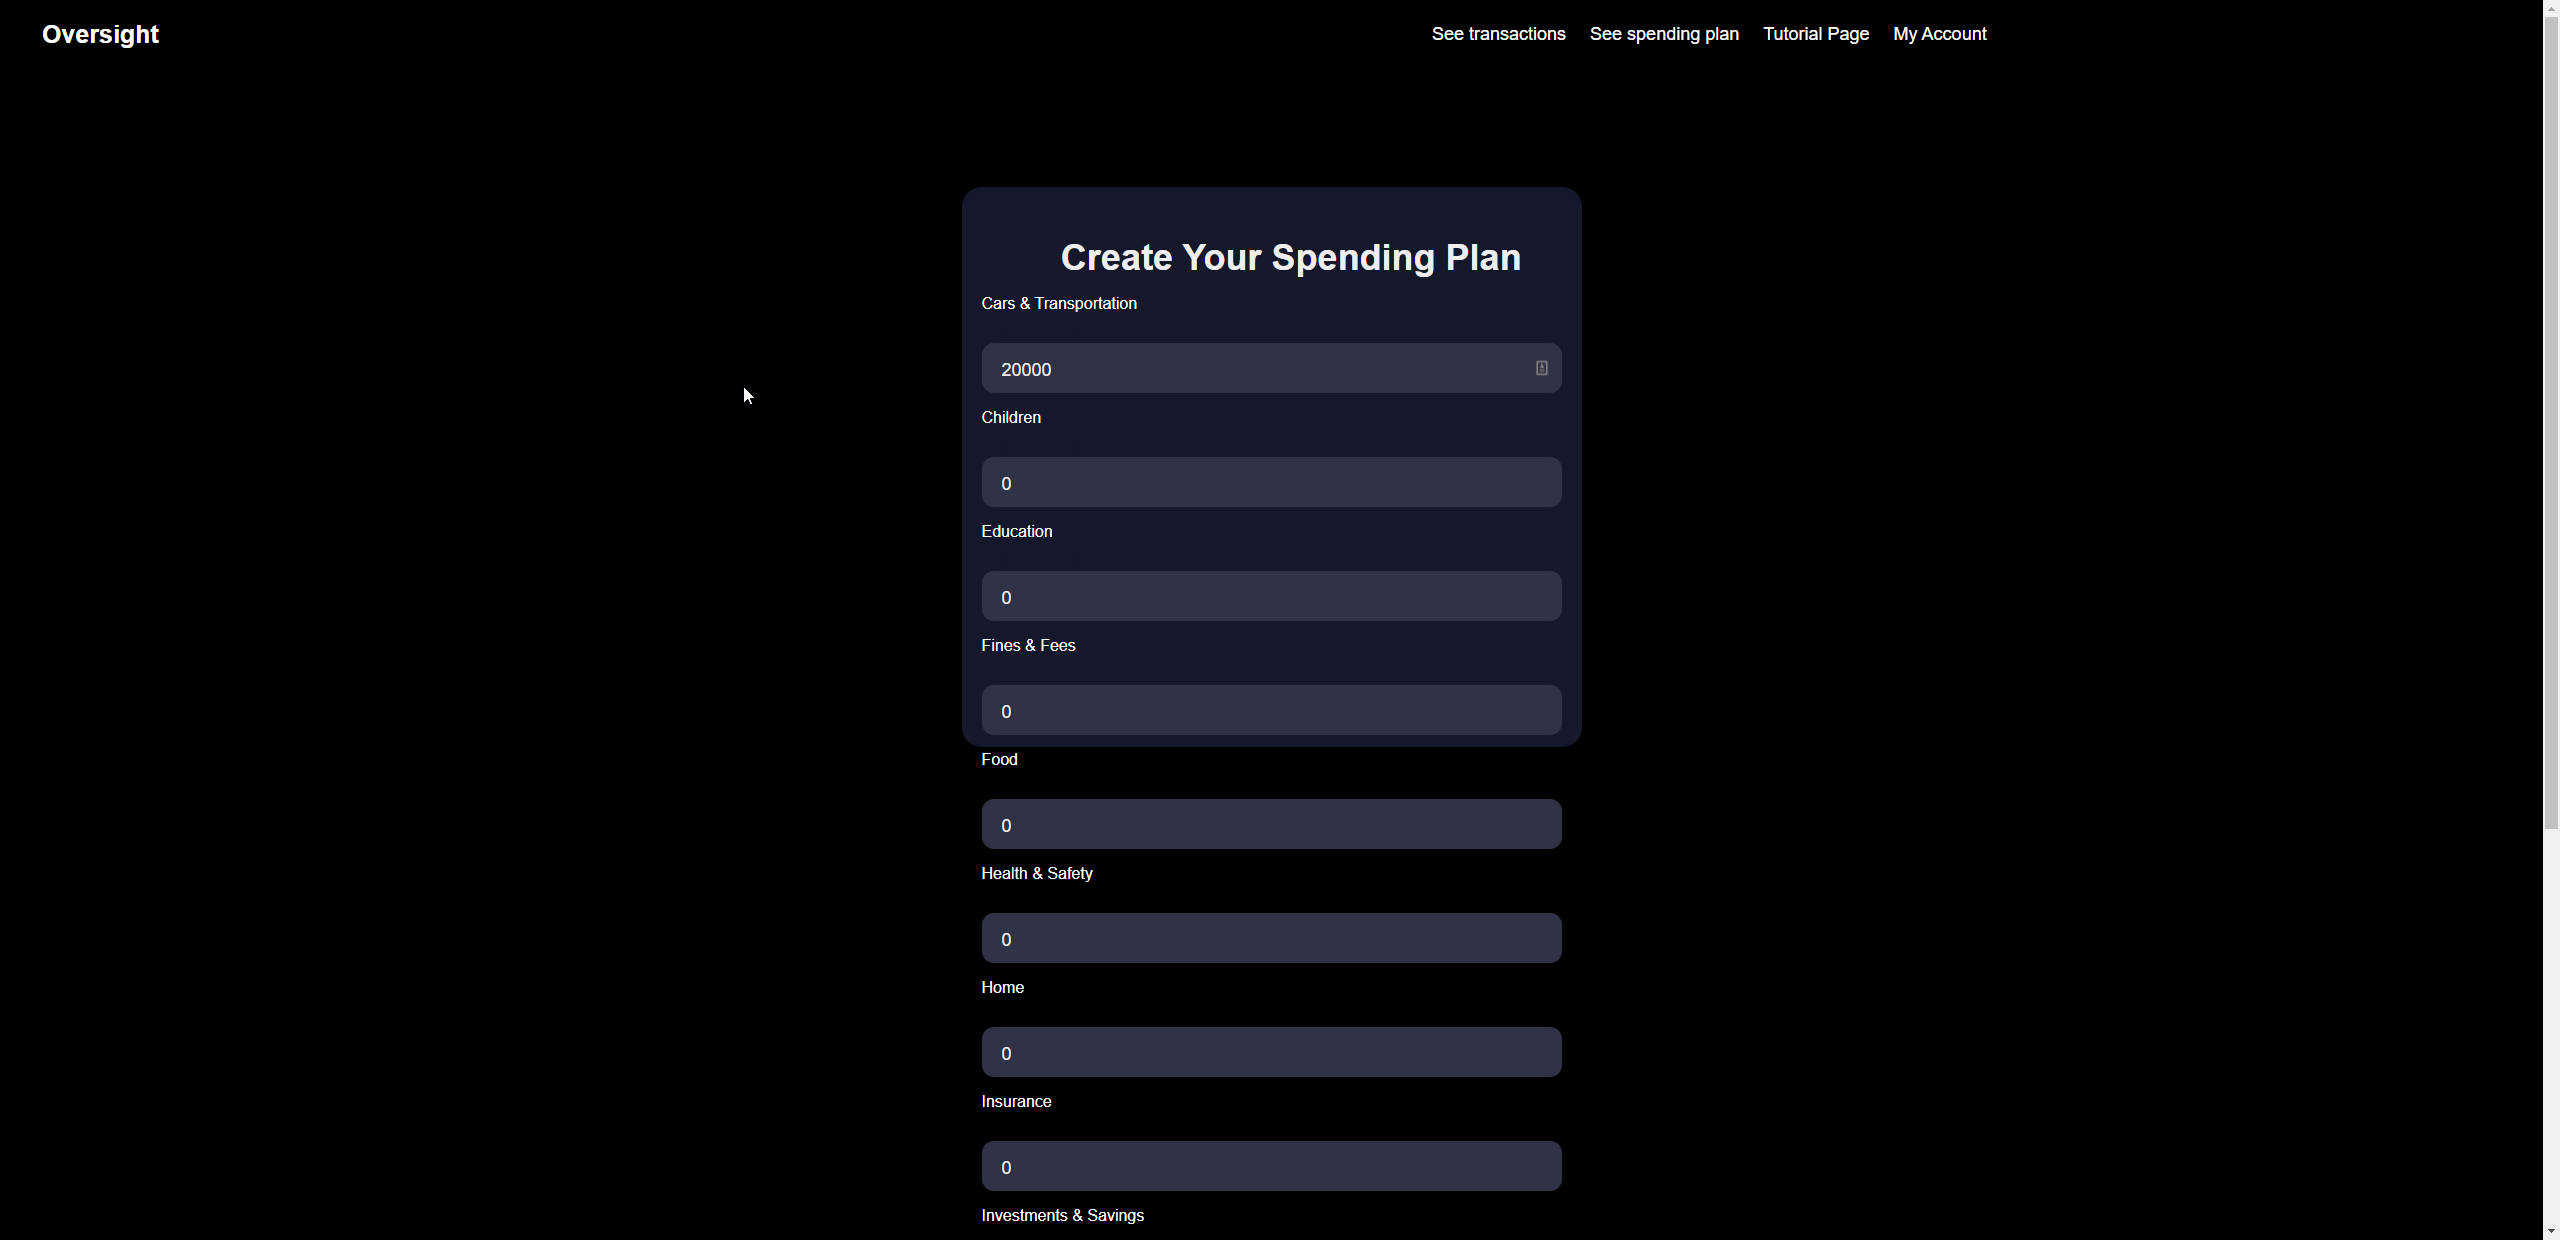 Oversight
See transactions See spending plan Tutorial Page My Account
Create Your Spending Plan
Cars & Transportation
20000
Children
0
Education
0
Fines & Fees
0
Food
0
Health & Safety
0
Home
0
Insurance
0
Investments & Savings